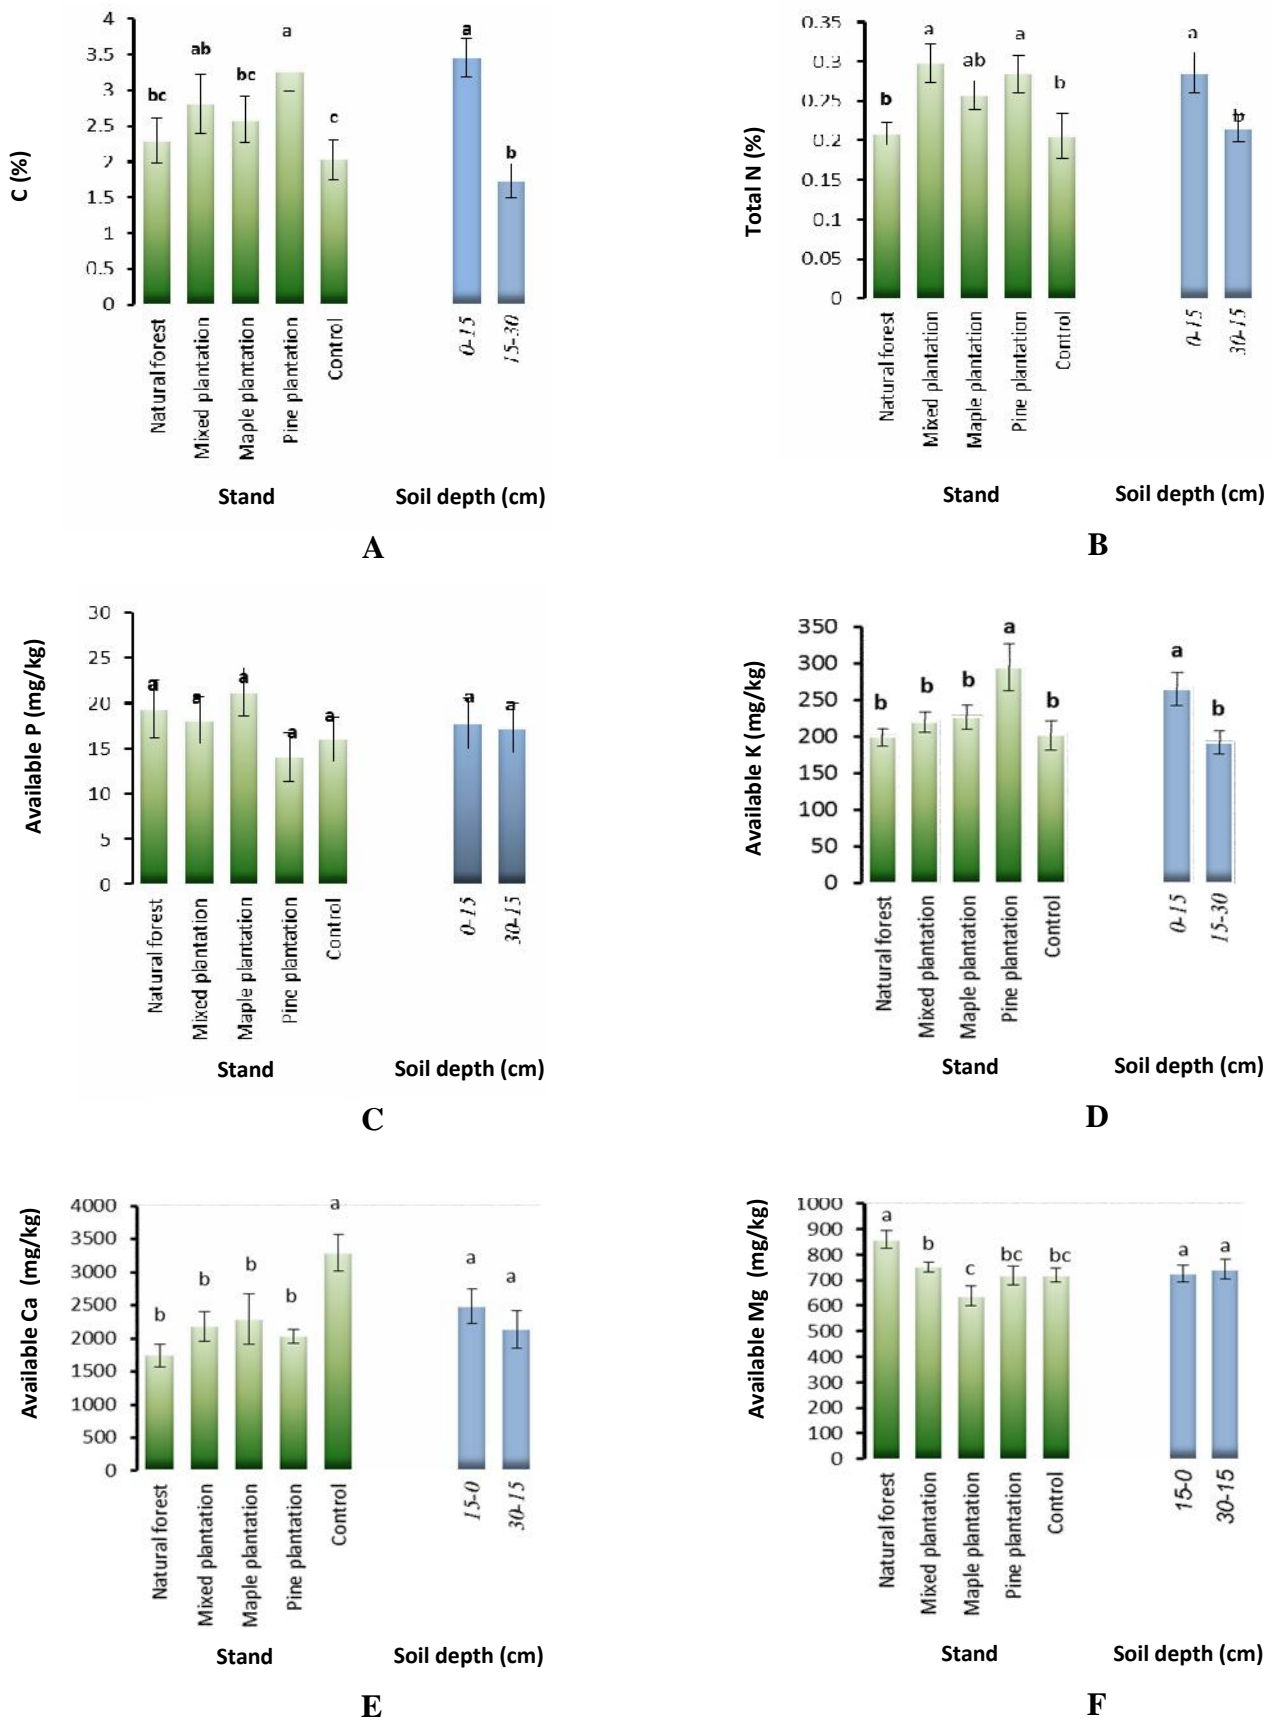 C (%)
4
3.5
3
2.5
2
1.5
1
0.5
0
bc
ab
bc
a
c
a
b
Natural forest
Mixed plantation
Maple plantation
Pine plantation
Control
0-15
15-30
Stand
Soil depth (cm)
A
Total N (%)
0.35
0.3
0.25
0.2
0.15
0.1
0.05
0
b
a
ab
a
b
a
b
Natural forest
Mixed plantation
Maple plantation
Pine plantation
Control
0-15
30-15
Stand
Soil depth (cm)
B
Available P (mg/kg)
30
25
20
15
10
5
0
a
a
a
a
a
a
a
Natural forest
Mixed plantation
Maple plantation
Pine plantation
Control
0-15
30-15
Stand
Soil depth (cm)
C
Available K (mg/kg)
350
300
250
200
150
100
50
0
b
b
b
a
b
a
b
Natural forest
Mixed plantation
Maple plantation
Pine plantation
Control
0-15
15-30
Stand
Soil depth (cm)
D
Available Ca (mg/kg)
4000
3500
3000
2500
2000
1500
1000
500
0
b
b
b
b
a
a
a
Natural forest
Mixed plantation
Maple plantation
Pine plantation
Control
15-0
30-15
Stand
Soil depth (cm)
E
Available Mg (mg/kg)
1000
900
800
700
600
500
400
300
200
100
0
a
b
c
bc
bc
a
a
Natural forest
Mixed plantation
Maple plantation
Pine plantation
Control
15-0
30-15
Stand
Soil depth (cm)
F